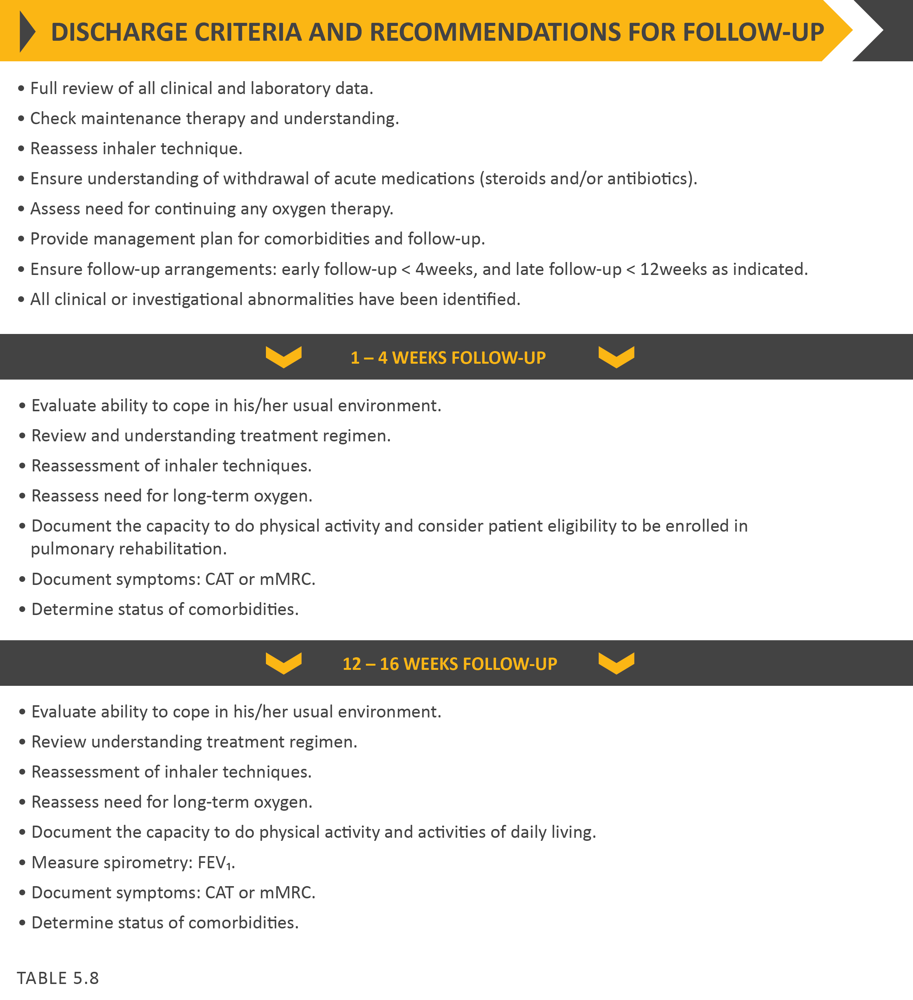 DISCHARGE CRITERIA AND RECOMMENDATIONS FOR FOLLOW-UP
• Full review of all clinical and laboratory data.
• Check maintenance therapy and understanding.
• Reassess inhaler technique.
• Ensure understanding of withdrawal of acute medications (steroids and/or antibiotics).
• Assess need for continuing any oxygen therapy.
• Provide management plan for comorbidities and follow-up.
• Ensure follow-up arrangements: early follow-up < 4weeks, and late follow-up < 12weeks as indicated.
• All clinical or investigational abnormalities have been identified.
1 – 4 WEEKS FOLLOW-UP
• Evaluate ability to cope in his/her usual environment.
• Review and understanding treatment regimen.
• Reassessment of inhaler techniques.
• Reassess need for long-term oxygen.
• Document the capacity to do physical activity and consider patient eligibility to be enrolled in
pulmonary rehabilitation.
• Document symptoms: CAT or mMRC.
• Determine status of comorbidities.
12 – 16 WEEKS FOLLOW-UP
• Evaluate ability to cope in his/her usual environment.
• Review understanding treatment regimen.
• Reassessment of inhaler techniques.
• Reassess need for long-term oxygen.
• Document the capacity to do physical activity and activities of daily living.
• Measure spirometry: FEV₁.
• Document symptoms: CAT or mMRC.
• Determine status of comorbidities.
TABLE 5.8